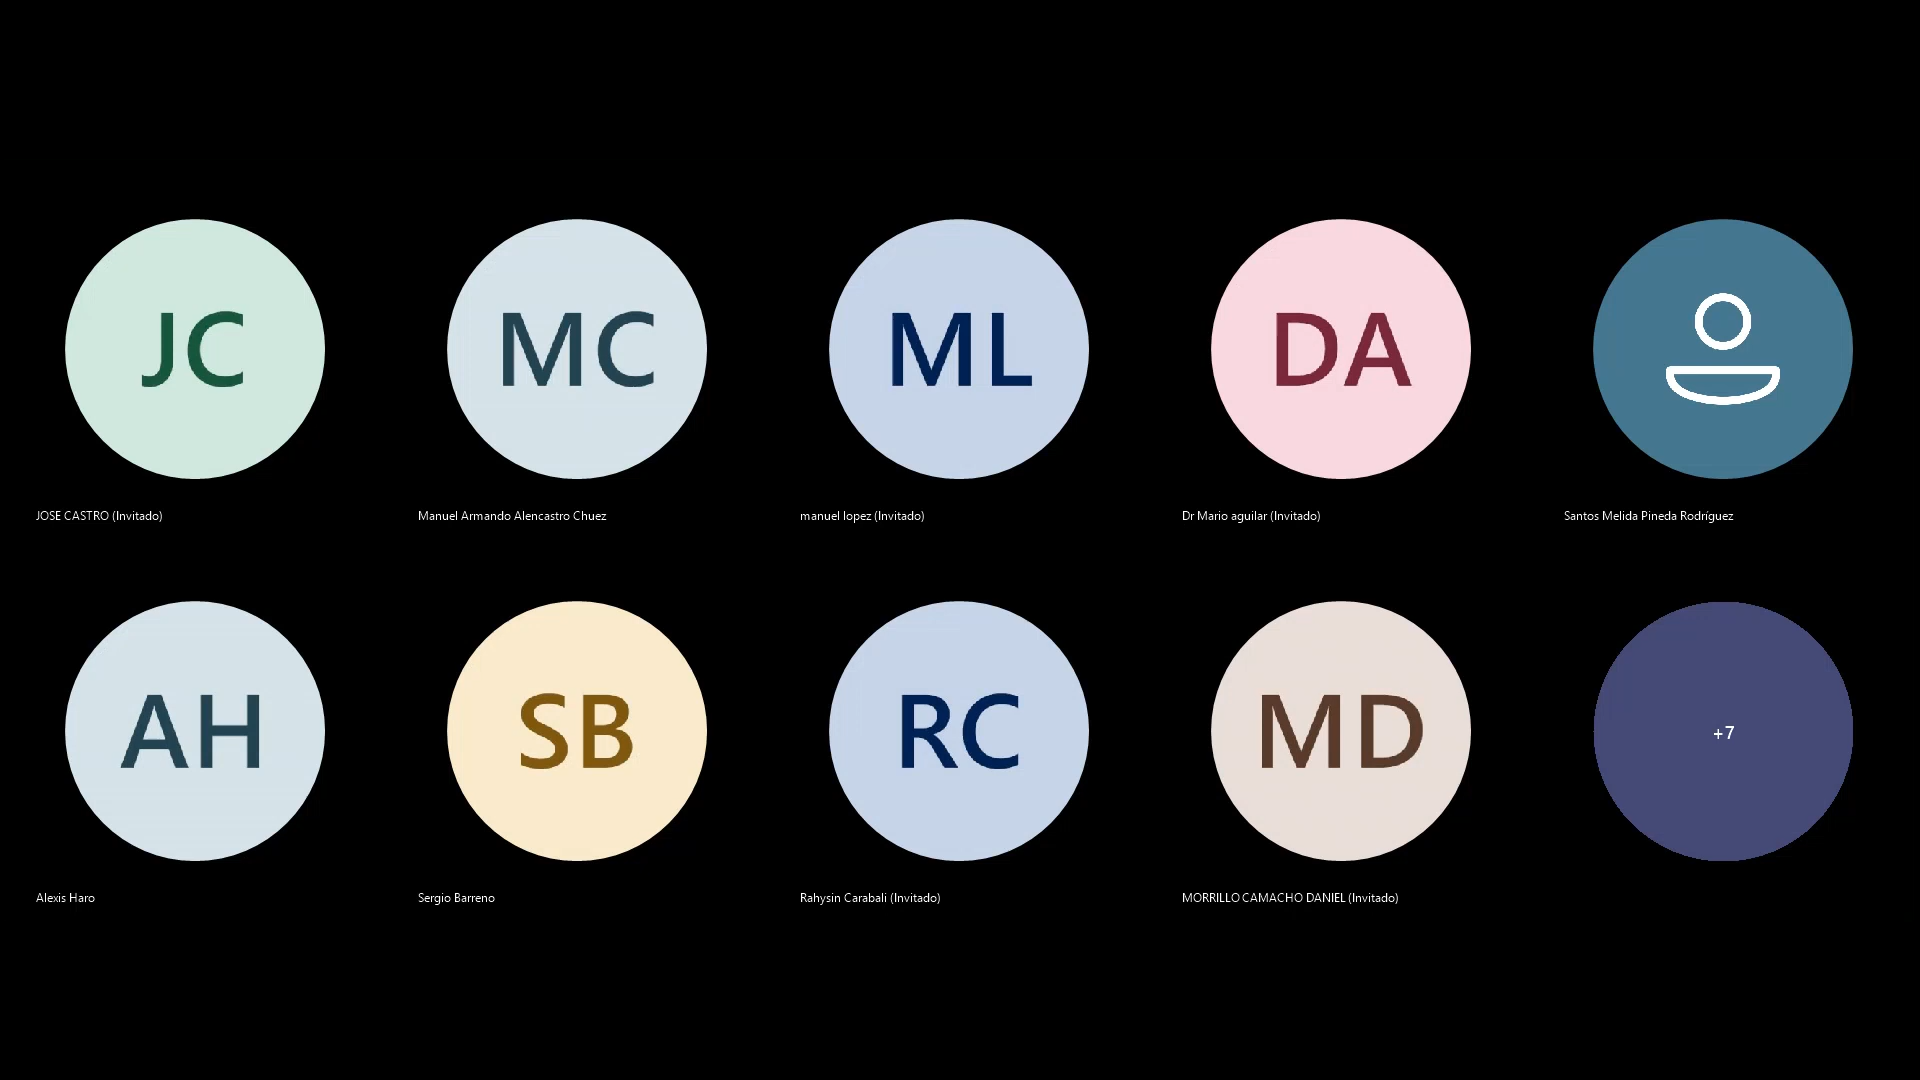 JC
MC
ML
DA
JOSE CASTRO (Invitado)
Manuel Armando Alencastro Chuez
manuel lopez (Invitado)
Dr Mario aguilar (Invitado)
Santos Melida Pineda Rodríguez
AH
SB
RC
MD
+7
Alexis Haro
Sergio Barreno
Rahysin Carabali (Invitado)
MORRILLO CAMACHO DANIEL (Invitado)